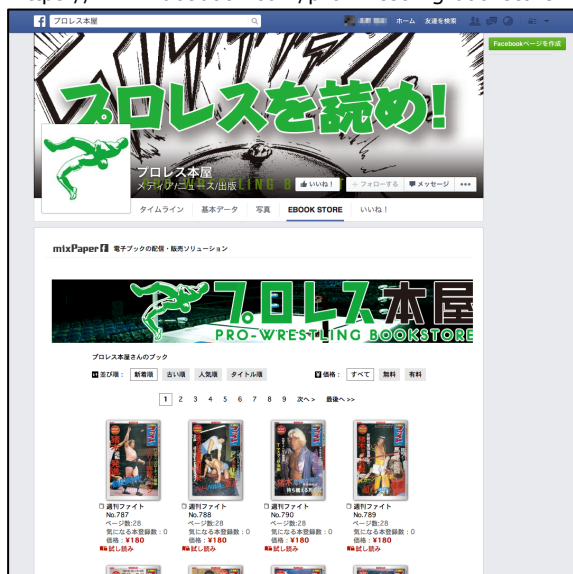 プロレス本屋
ホーム 友達を検索
Facebookページを作成
プロレスを読め!
プロレス本屋
メディア/ニュース/出版
いいね!
+ フォローする
メッセージ
タイムライン 基本データ 写真 EBOOK STORE いいね!
mixPaper 電子ブックの配信・販売ソリューション
プロレス本屋
PRO-WRESTLING BOOKSTORE
プロレス本屋さんのブック
並び順: 新着順 古い順 人気順 タイトル順 価格: すべて 無料 有料
1 2 3 4 5 6 7 8 9 次へ > 最後へ >>
週刊ファイト
No.787
ページ数:28
気になる本登録数:0
価格:¥180
試し読み
週刊ファイト
No.788
ページ数:28
気になる本登録数:0
価格:¥180
試し読み
週刊ファイト
No.790
ページ数:28
気になる本登録数:0
価格:¥180
試し読み
週刊ファイト
No.789
ページ数:28
気になる本登録数:0
価格:¥180
試し読み